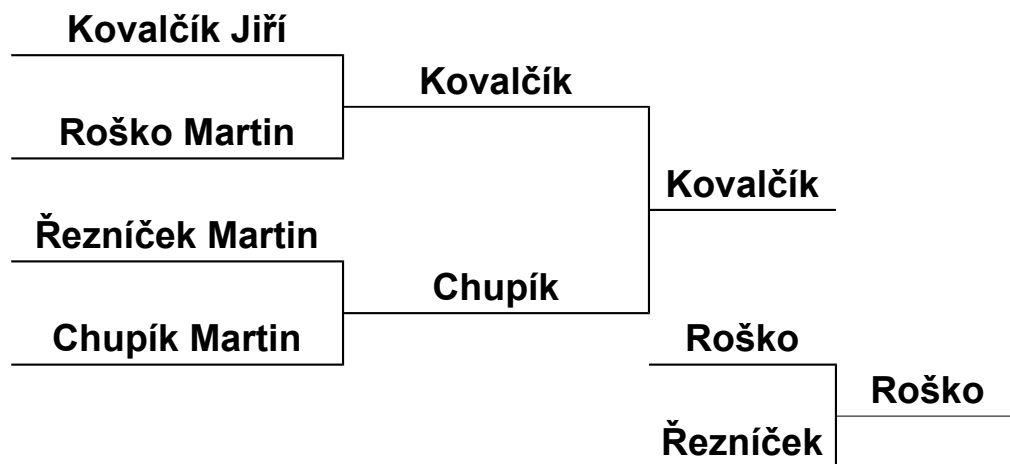 Kovalčík Jiří
Kovalčík
Roško Martin
Kovalčík
Řezníček Martin
Chupík
Chupík Martin
Roško
Roško
Řezníček